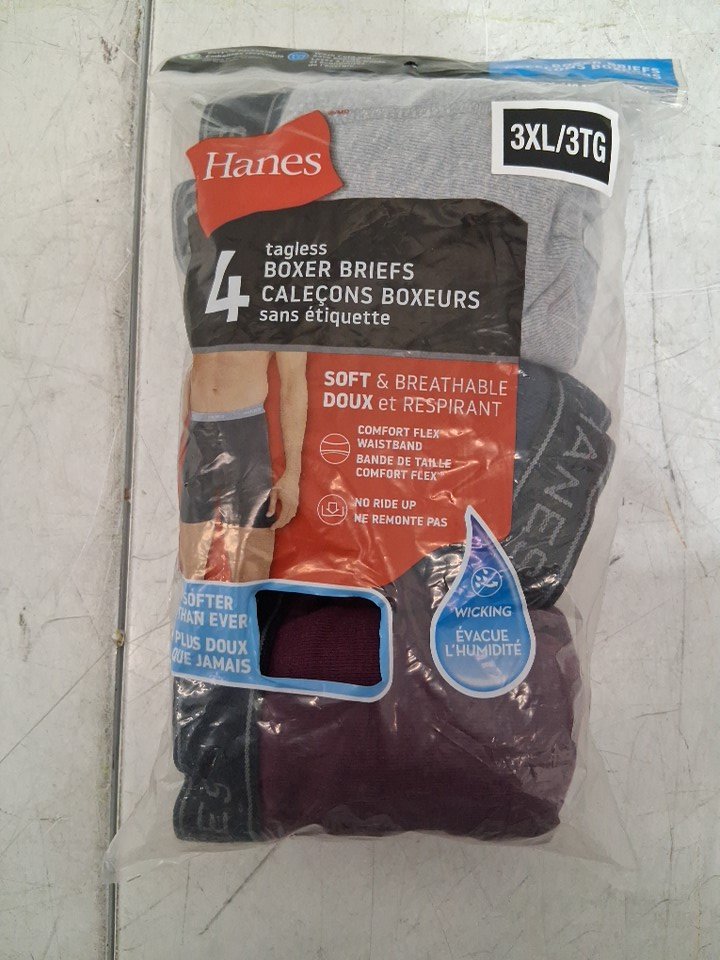 BOXER BRIEFS
3XL/3TG
Hanes
4
tagless
BOXER BRIEFS
CALEÇONS BOXEURS
sans étiquette
SOFT & BREATHABLE
DOUX et RESPIRANT
COMFORT FLEX
WAISTBAND
BANDE DE TAILLE
COMFORT FLEX
NO RIDE UP
NE REMONTE PAS
HANES
SOFTER
THAN EVER
PLUS DOUX
QUE JAMAIS
WICKING
ÉVACUE
L'HUMIDITÉ